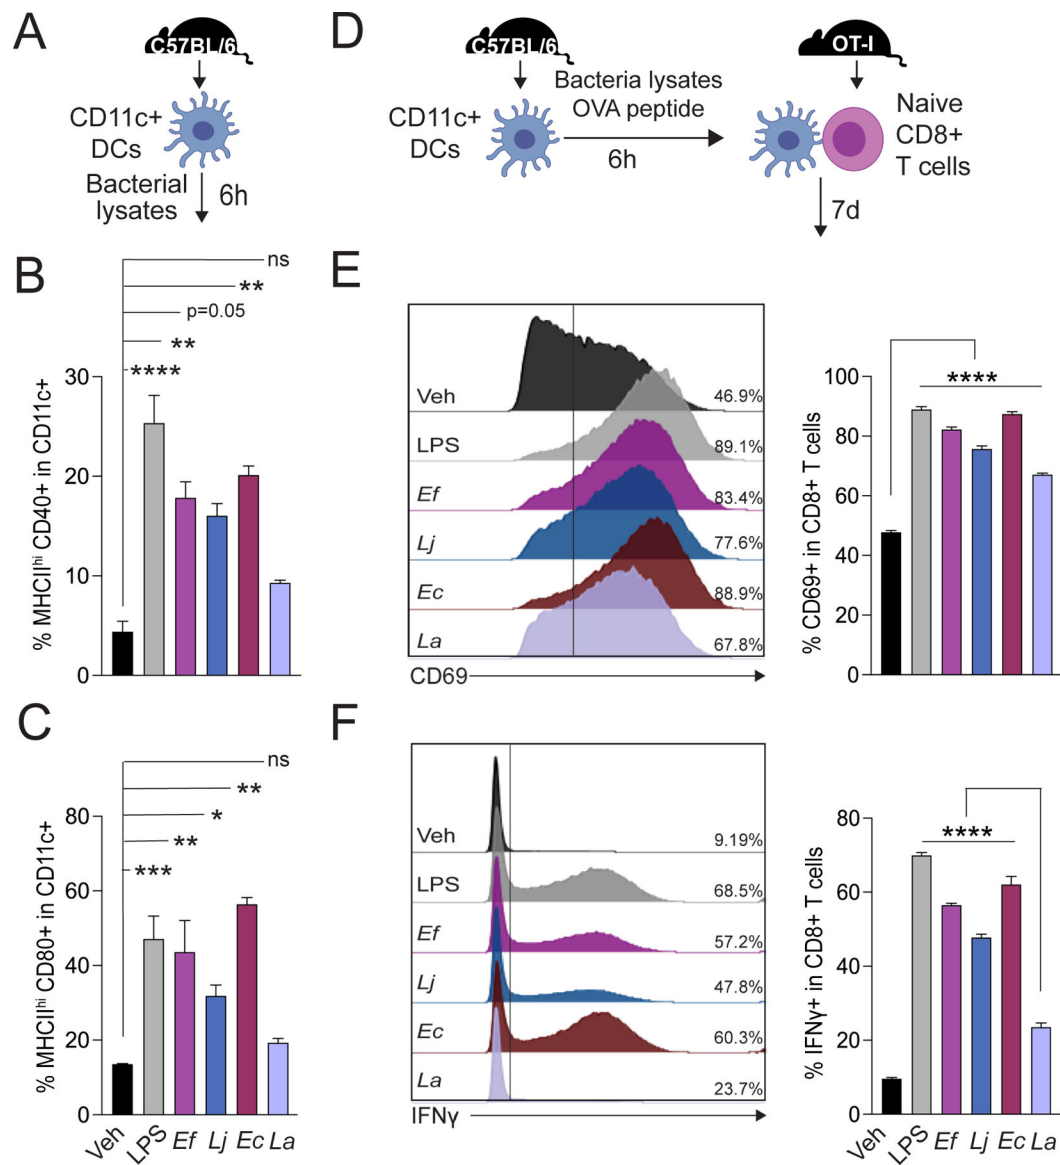 A
C57BL/6
CD11c+
DCs
Bacterial
lysates
6h
D
C57BL/6
OT-I
CD11c+
DCs
Bacteria lysates
OVA peptide
6h
Naive
CD8+
T cells
7d
B
ns
**
p=0.05
**
****
% MHCIIʰⁱ CD40+ in CD11c+
30
20
10
0
E
Veh
46.9%
LPS
89.1%
Ef
83.4%
Lj
77.6%
Ec
88.9%
La
67.8%
CD69
****
% CD69+ in CD8+ T cells
100
80
60
40
20
0
C
ns
**
*
**
***
% MHCIIʰⁱ CD80+ in CD11c+
80
60
40
20
0
Veh LPS Ef Lj Ec La
F
Veh
9.19%
LPS
68.5%
Ef
57.2%
Lj
47.8%
Ec
60.3%
La
23.7%
IFNγ
****
% IFNγ+ in CD8+ T cells
80
60
40
20
0
Veh LPS Ef Lj Ec La